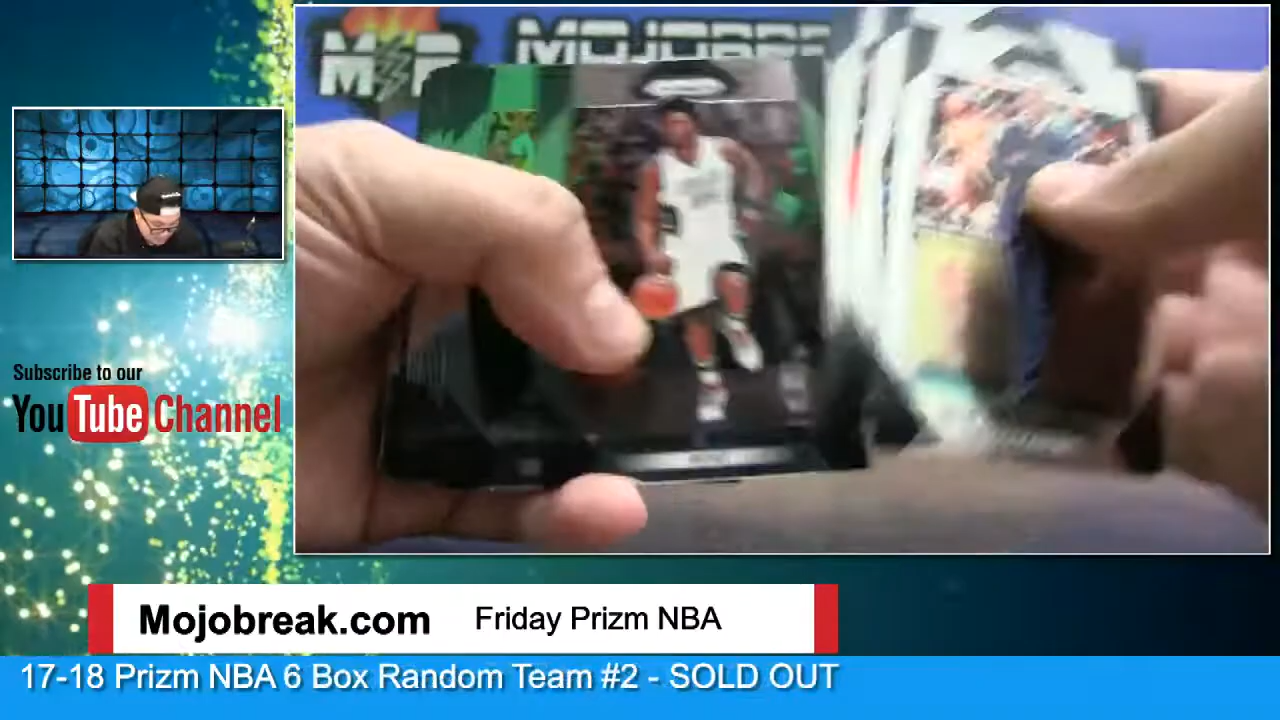 MOJOBRE
Subscribe to our
YouTube Channel
Mojobreak.com
Friday Prizm NBA
17-18 Prizm NBA 6 Box Random Team #2 - SOLD OUT